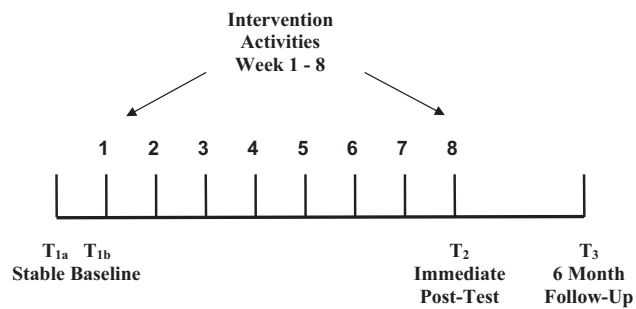 Intervention
Activities
Week 1 - 8
1 2 3 4 5 6 7 8
T1a T1b T2 T3
Stable Baseline Immediate 6 Month
Post-Test Follow-Up